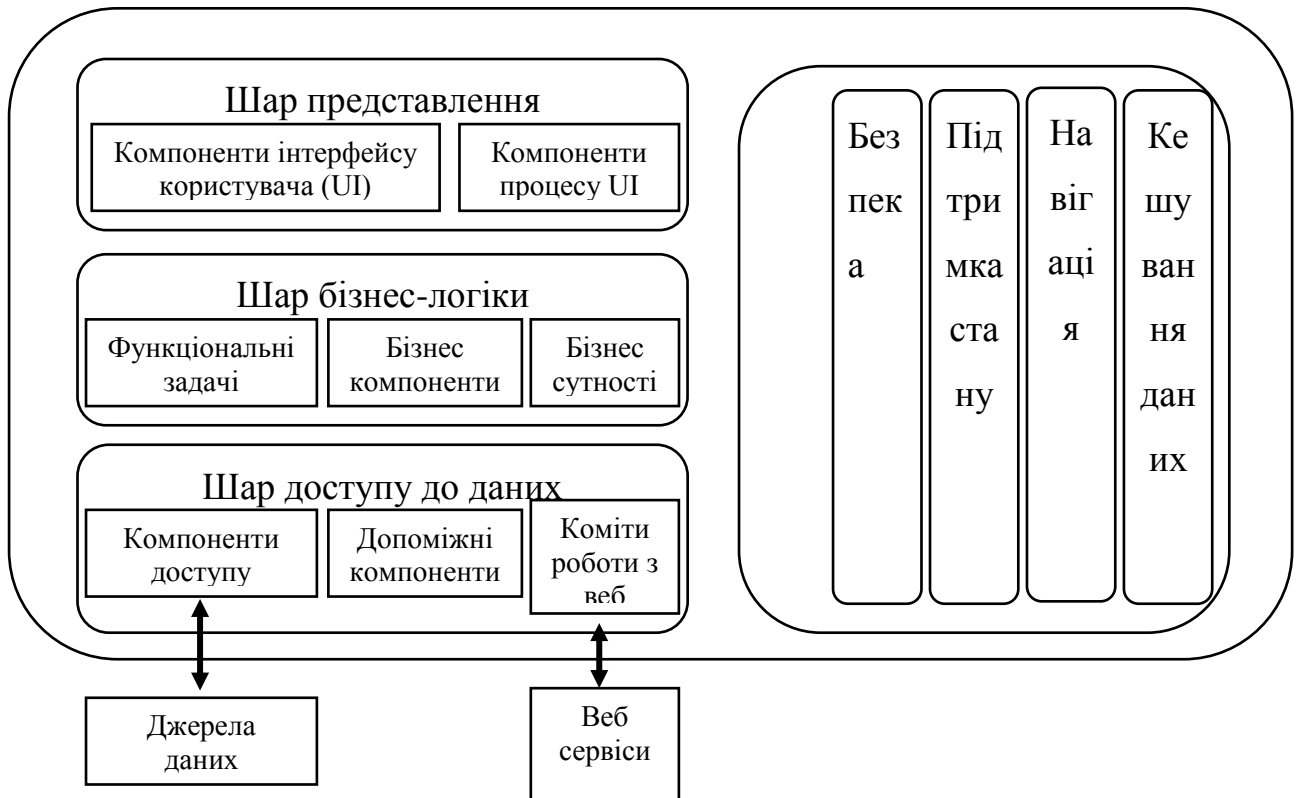 Шар представлення
Компоненти інтерфейсу
користувача (UI)
Компоненти
процесу UI
Шар бізнес-логіки
Функціональні
задачі
Бізнес
компоненти
Бізнес
сутності
Шар доступу до даних
Компоненти
доступу
Допоміжні
компоненти
Коміти
роботи з
веб
Джерела
даних
Веб
сервіси
Без
пек
а
Під
три
мка
ста
ну
На
віг
аці
я
Ке
шу
ван
ня
дан
их